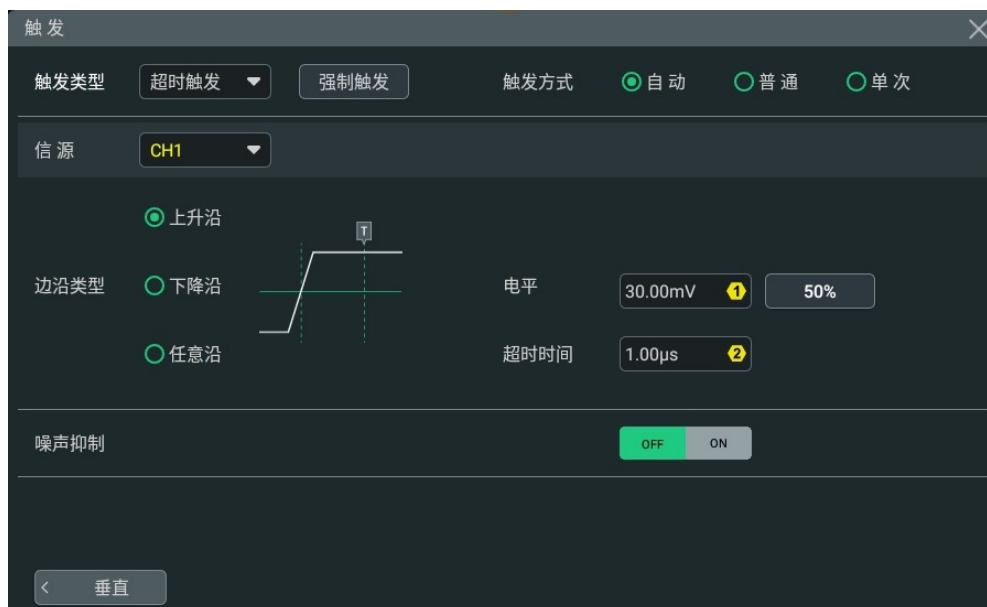 触发
触发类型 超时触发 强制触发 触发方式 自动 普通 单次
信源 CH1
上升沿
T
边沿类型 下降沿 电平 30.00mV 1 50%
任意沿 超时时间 1.00μs 2
噪声抑制 OFF ON
< 垂直